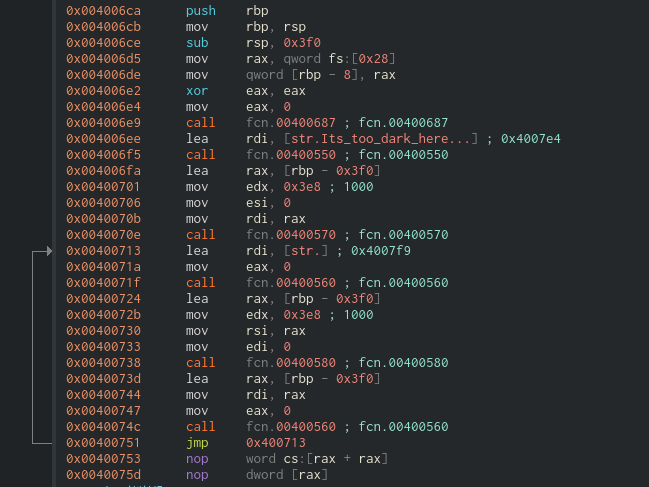 0x004006ca push rbp
0x004006cb mov rbp, rsp
0x004006ce sub rsp, 0x3f0
0x004006d5 mov rax, qword fs:[0x28]
0x004006de mov qword [rbp - 8], rax
0x004006e2 xor eax, eax
0x004006e4 mov eax, 0
0x004006e9 call fcn.00400687 ; fcn.00400687
0x004006ee lea rdi, [str.Its_too_dark_here...] ; 0x4007e4
0x004006f5 call fcn.00400550 ; fcn.00400550
0x004006fa lea rax, [rbp - 0x3f0]
0x00400701 mov edx, 0x3e8 ; 1000
0x00400706 mov esi, 0
0x0040070b mov rdi, rax
0x0040070e call fcn.00400570 ; fcn.00400570
0x00400713 lea rdi, [str.] ; 0x4007f9
0x0040071a mov eax, 0
0x0040071f call fcn.00400560 ; fcn.00400560
0x00400724 lea rax, [rbp - 0x3f0]
0x0040072b mov edx, 0x3e8 ; 1000
0x00400730 mov rsi, rax
0x00400733 mov edi, 0
0x00400738 call fcn.00400580 ; fcn.00400580
0x0040073d lea rax, [rbp - 0x3f0]
0x00400744 mov rdi, rax
0x00400747 mov eax, 0
0x0040074c call fcn.00400560 ; fcn.00400560
0x00400751 jmp 0x400713
0x00400753 nop word cs:[rax + rax]
0x0040075d nop dword [rax]